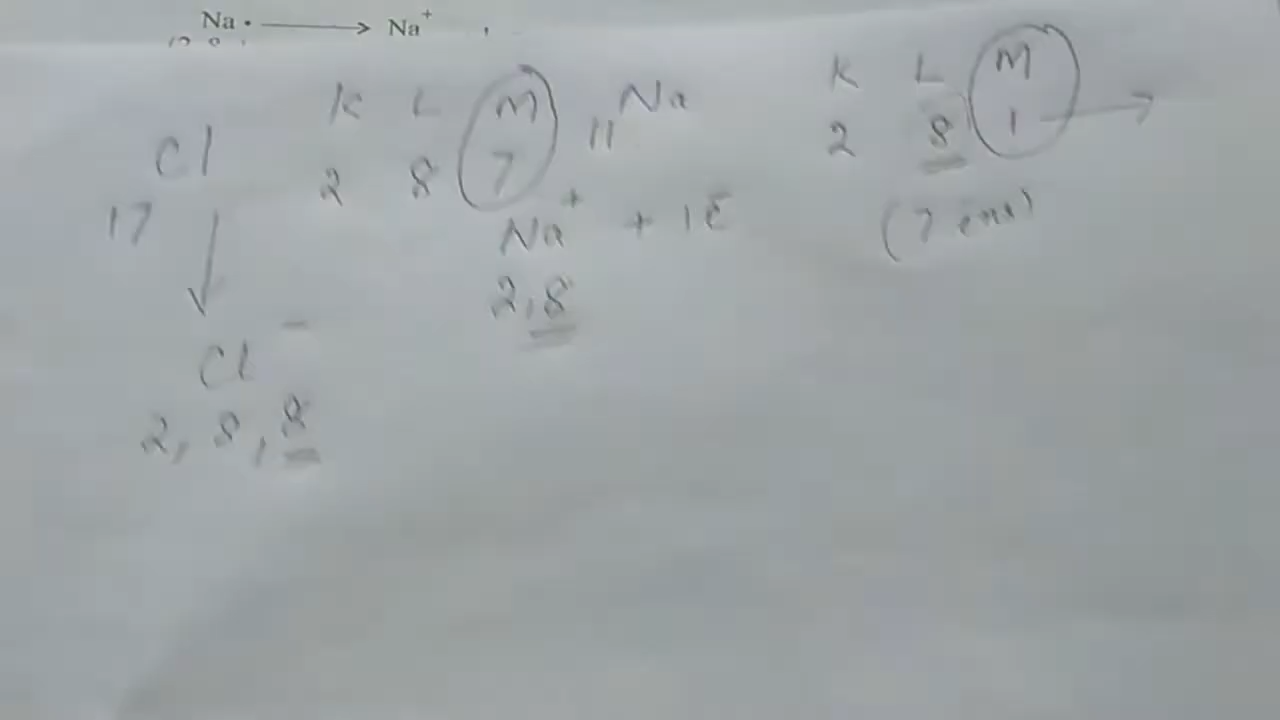 Na · ⟶ Na⁺
K L M ₁₁Na K L M
Cl 2 8 7 2 8 1 →
17 Na⁺ + 1e⁻
↓ 2,8
Cl⁻
2, 8, 8